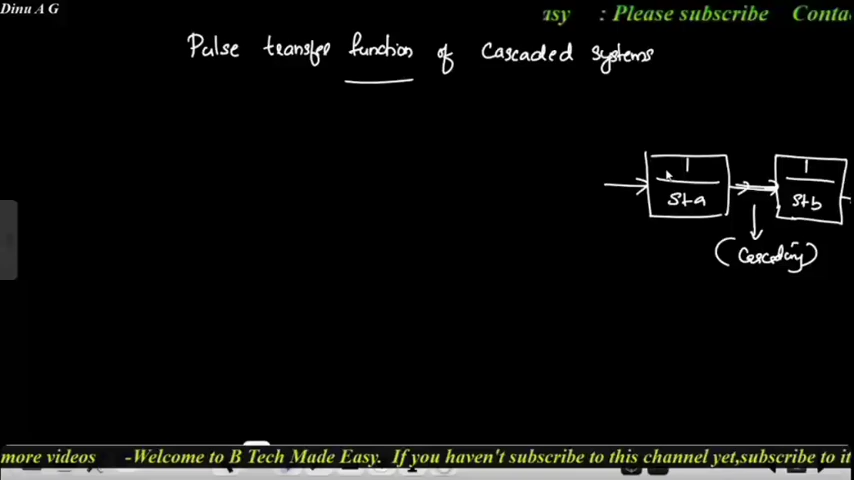 Dinu A G
asy : Please subscribe Conta
Pulse transfer function of Cascaded systems
1
s+a
1
s+b
(Cascading)
more videos -Welcome to B Tech Made Easy. If you haven't subscribe to this channel yet,subscribe to it